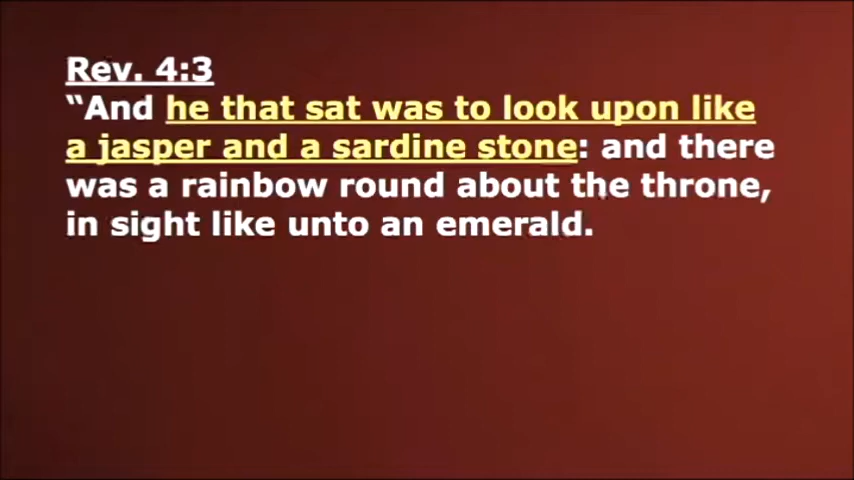 Rev. 4:3
“And he that sat was to look upon like
a jasper and a sardine stone: and there
was a rainbow round about the throne,
in sight like unto an emerald.